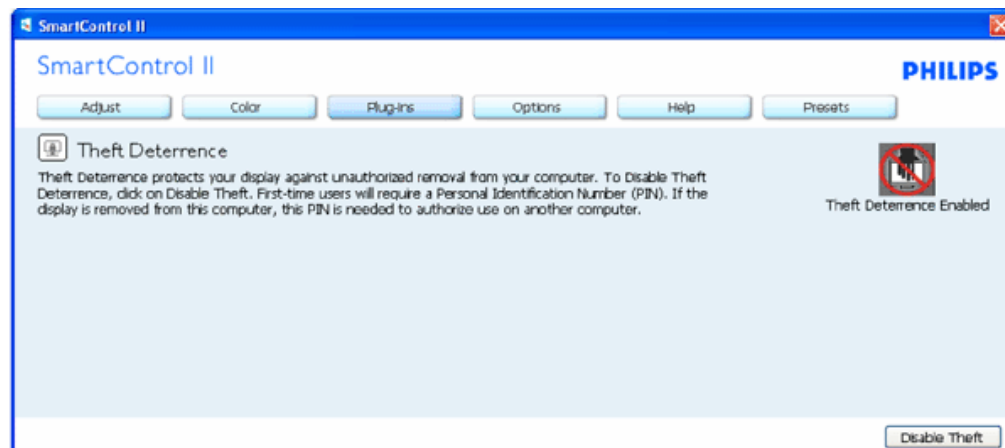 SmartControl II
SmartControl II
PHILIPS
Adjust Color Plug-Ins Options Help Presets
Theft Deterrence
Theft Deterrence protects your display against unauthorized removal from your computer. To Disable Theft
Deterrence, click on Disable Theft. First-time users will require a Personal Identification Number (PIN). If the
display is removed from this computer, this PIN is needed to authorize use on another computer.
Theft Deterrence Enabled
Disable Theft